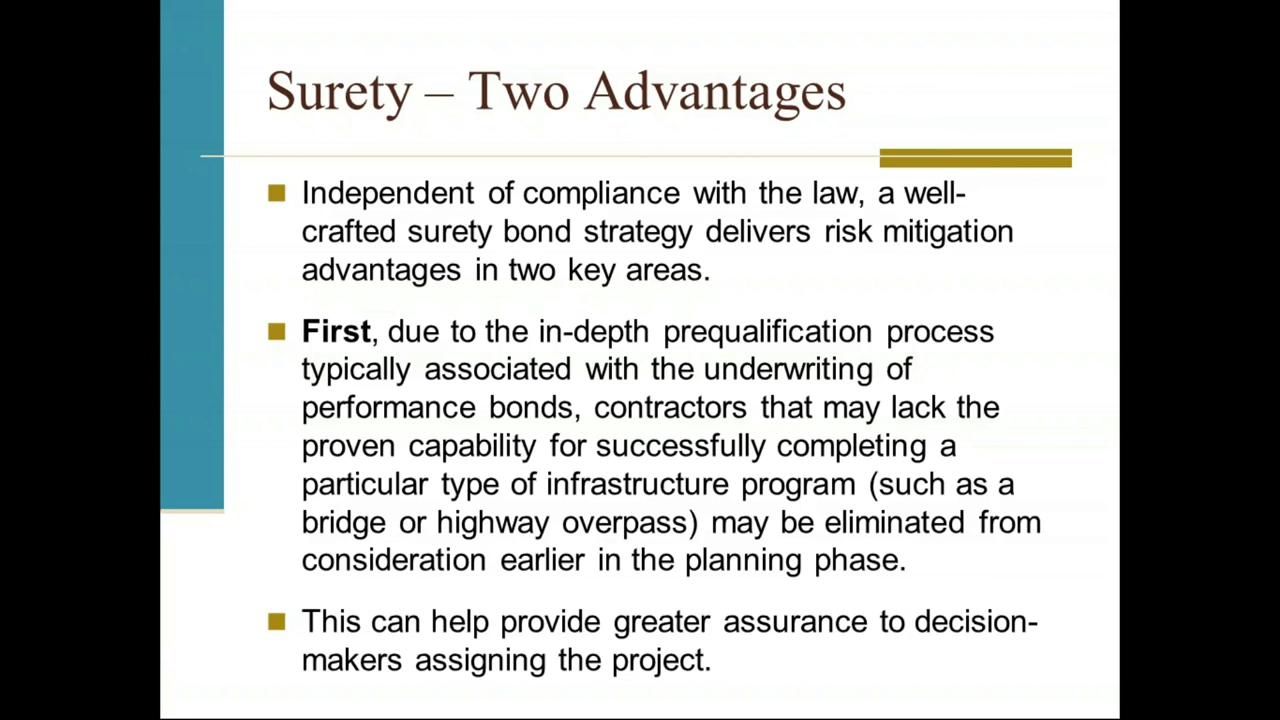 Surety – Two Advantages
Independent of compliance with the law, a well-
crafted surety bond strategy delivers risk mitigation
advantages in two key areas.
First, due to the in-depth prequalification process
typically associated with the underwriting of
performance bonds, contractors that may lack the
proven capability for successfully completing a
particular type of infrastructure program (such as a
bridge or highway overpass) may be eliminated from
consideration earlier in the planning phase.
This can help provide greater assurance to decision-
makers assigning the project.